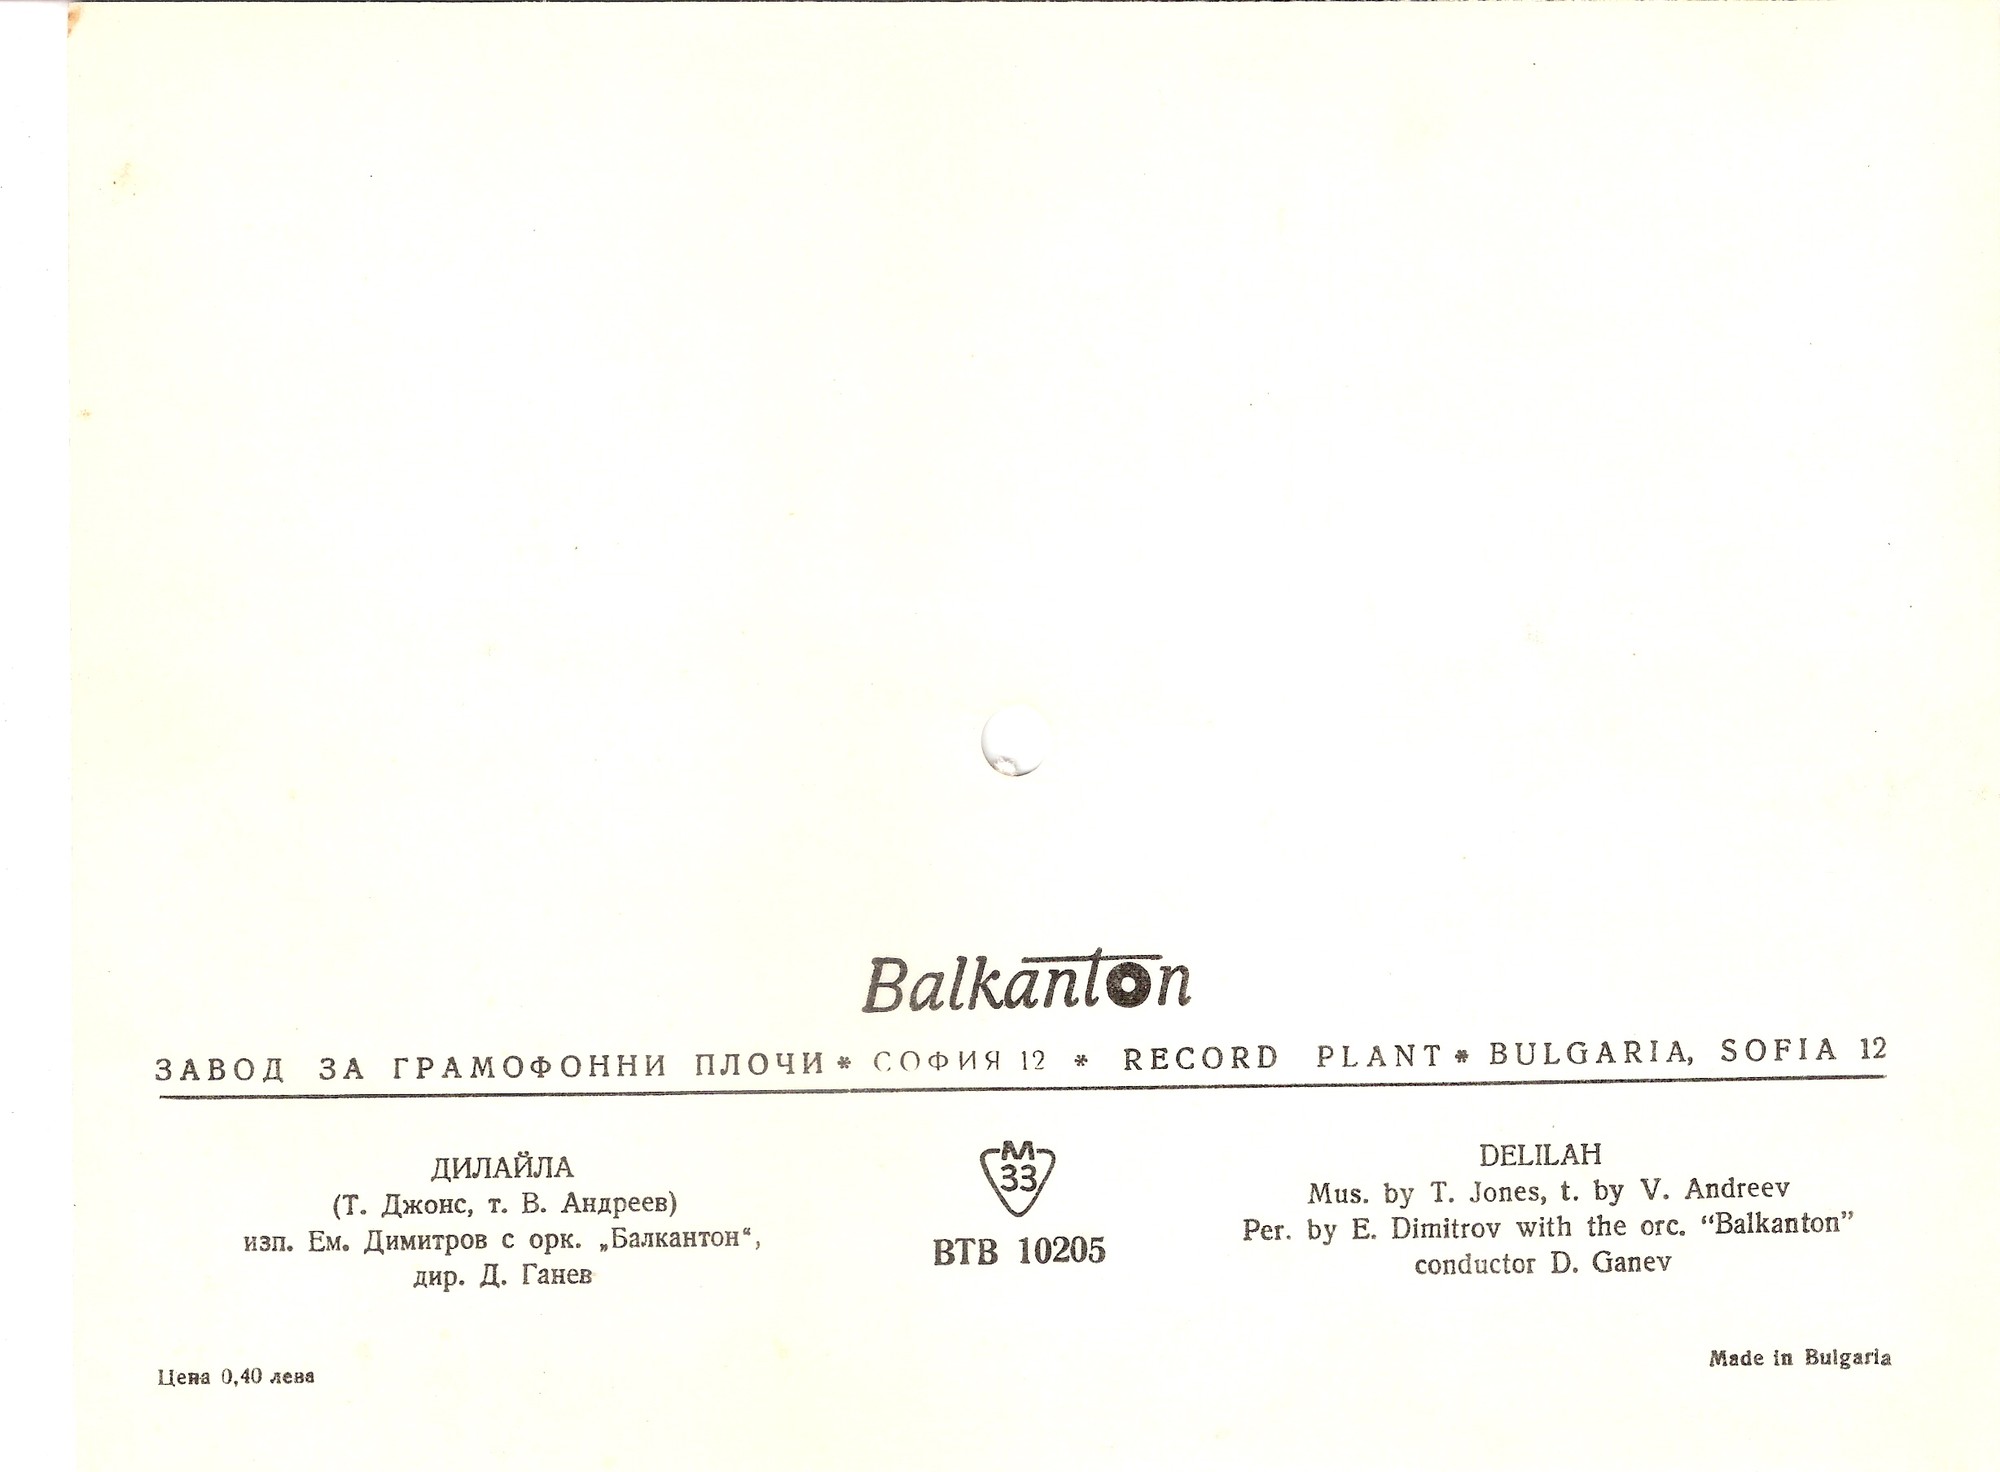 Balkanton
ЗАВОД ЗА ГРАМОФОННИ ПЛОЧИ * СОФИЯ 12 * RECORD PLANT * BULGARIA, SOFIA 12
ДИЛАЙЛА
(Т. Джонс, т. В. Андреев)
изп. Ем. Димитров с орк. „Балкантон“,
дир. Д. Ганев
М
33
ВТВ 10205
DELILAH
Mus. by T. Jones, t. by V. Andreev
Per. by E. Dimitrov with the orc. “Balkanton”
conductor D. Ganev
Цена 0,40 лева
Made in Bulgaria